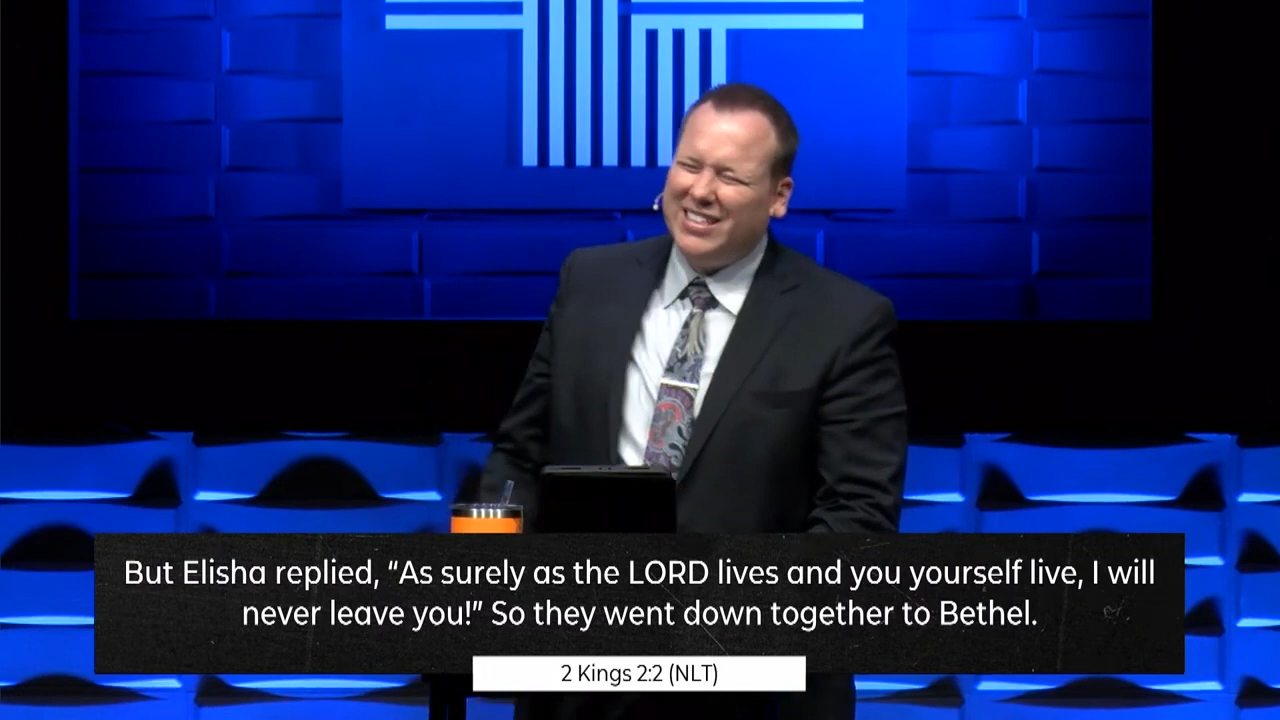 But Elisha replied, “As surely as the LORD lives and you yourself live, I will
never leave you!” So they went down together to Bethel.
2 Kings 2:2 (NLT)